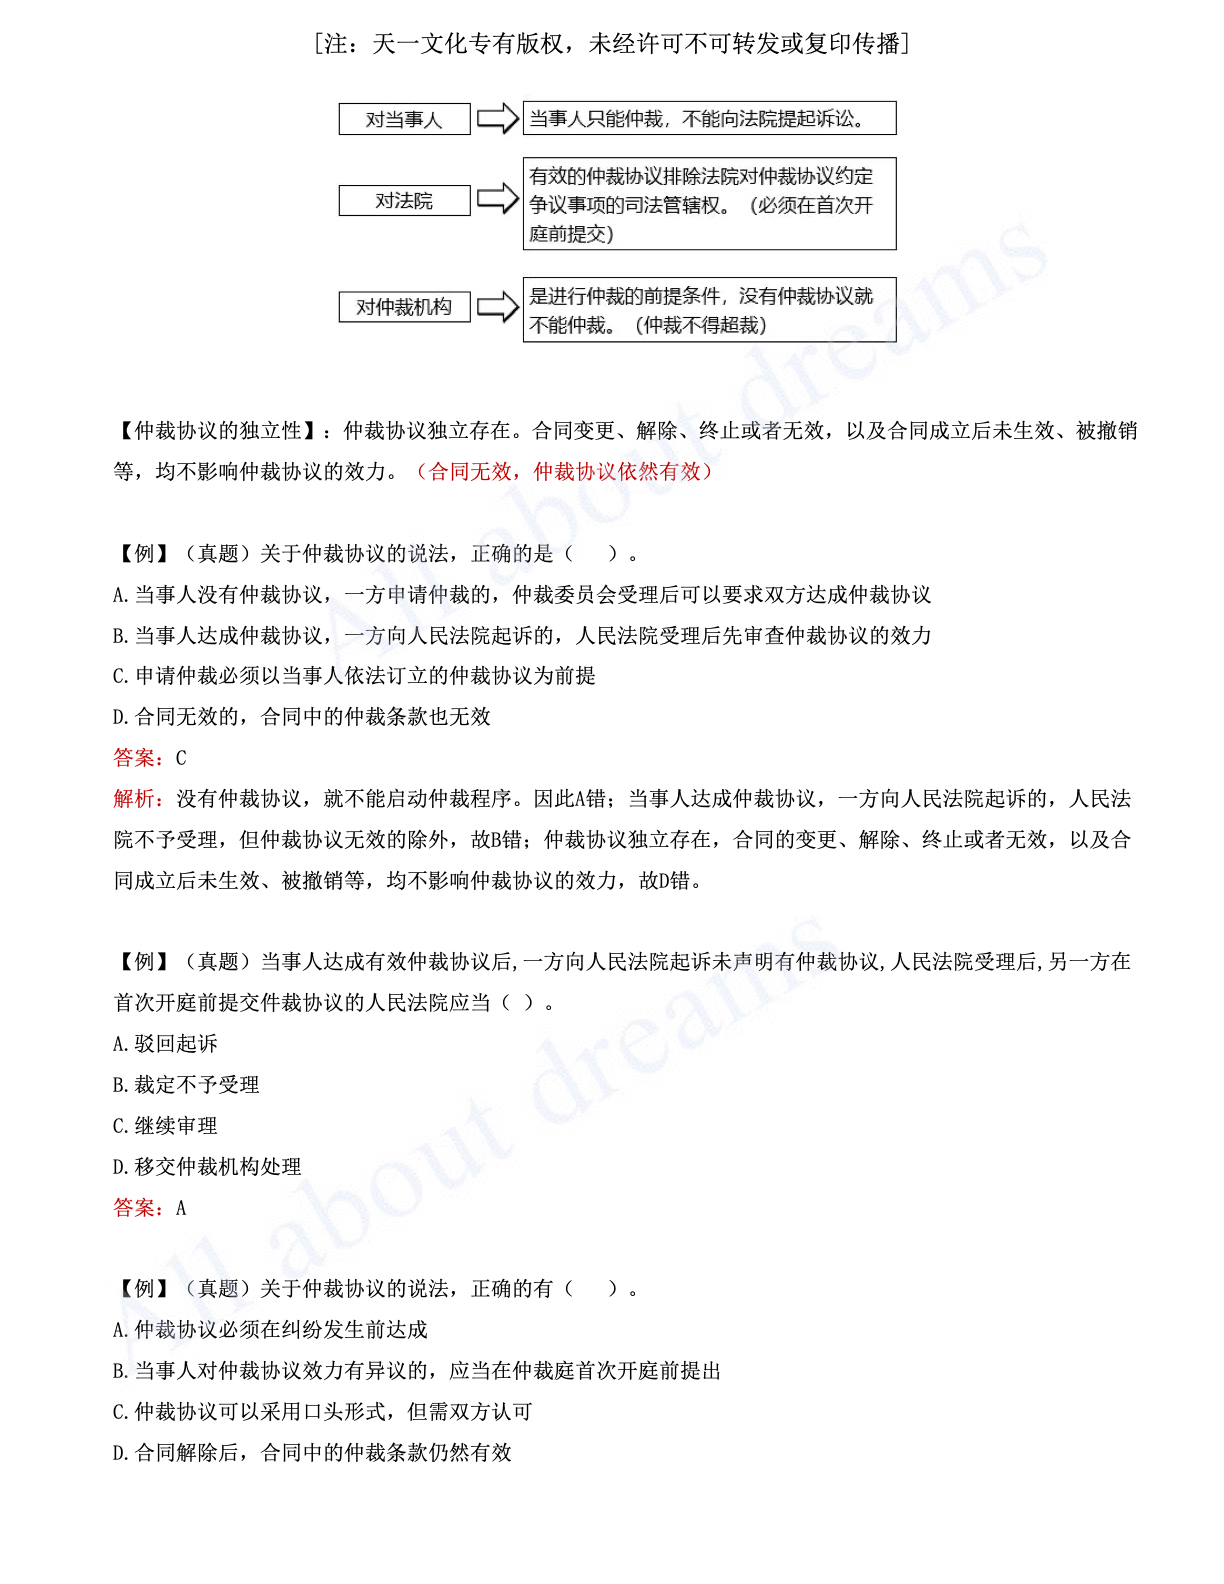 [注：天一文化专有版权，未经许可不可转发或复印传播]
对当事人
当事人只能仲裁，不能向法院提起诉讼。
对法院
有效的仲裁协议排除法院对仲裁协议约定
争议事项的司法管辖权。（必须在首次开
庭前提交）
对仲裁机构
是进行仲裁的前提条件，没有仲裁协议就
不能仲裁。（仲裁不得超裁）
【仲裁协议的独立性】：仲裁协议独立存在。合同变更、解除、终止或者无效，以及合同成立后未生效、被撤销
等，均不影响仲裁协议的效力。（合同无效，仲裁协议依然有效）
【例】（真题）关于仲裁协议的说法，正确的是（ ）。
A.当事人没有仲裁协议，一方申请仲裁的，仲裁委员会受理后可以要求双方达成仲裁协议
B.当事人达成仲裁协议，一方向人民法院起诉的，人民法院受理后先审查仲裁协议的效力
C.申请仲裁必须以当事人依法订立的仲裁协议为前提
D.合同无效的，合同中的仲裁条款也无效
答案：C
解析：没有仲裁协议，就不能启动仲裁程序。因此A错；当事人达成仲裁协议，一方向人民法院起诉的，人民法
院不予受理，但仲裁协议无效的除外，故B错；仲裁协议独立存在，合同的变更、解除、终止或者无效，以及合
同成立后未生效、被撤销等，均不影响仲裁协议的效力，故D错。
【例】（真题）当事人达成有效仲裁协议后,一方向人民法院起诉未声明有仲裁协议,人民法院受理后,另一方在
首次开庭前提交件裁协议的人民法院应当（ ）。
A.驳回起诉
B.裁定不予受理
C.继续审理
D.移交仲裁机构处理
答案：A
【例】（真题）关于仲裁协议的说法，正确的有（ ）。
A.仲裁协议必须在纠纷发生前达成
B.当事人对仲裁协议效力有异议的，应当在仲裁庭首次开庭前提出
C.仲裁协议可以采用口头形式，但需双方认可
D.合同解除后，合同中的仲裁条款仍然有效
All about dreams
All about dreams